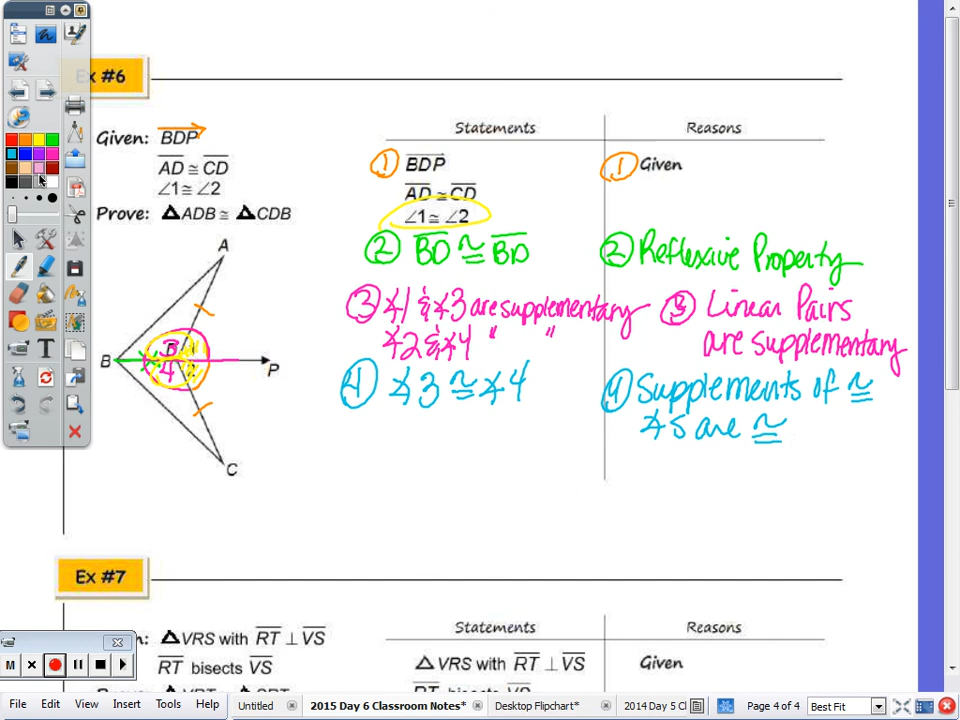 Ex #6
Given: BDP
AD ≅ CD
∠1 ≅ ∠2
Prove: △ADB ≅ △CDB
A
B
P
C
3
4
Statements
Reasons
① BDP
① Given
AD ≅ CD
∠1 ≅ ∠2
② BD ≅ BD
② Reflexive Property
③ ∡1 & ∡3 are supplementary
③ Linear Pairs
∡2 & ∡4 " "
are supplementary
④ ∡3 ≅ ∡4
④ Supplements of ≅
∡s are ≅
Ex #7
Statements
Reasons
n: △VRS with RT ⊥ VS
RT bisects VS
△VRS with RT ⊥ VS
Given
M
File Edit View Insert Tools Help
Untitled
2015 Day 6 Classroom Notes*
Desktop Flipchart*
2014 Day 5 Cl
Page 4 of 4
Best Fit